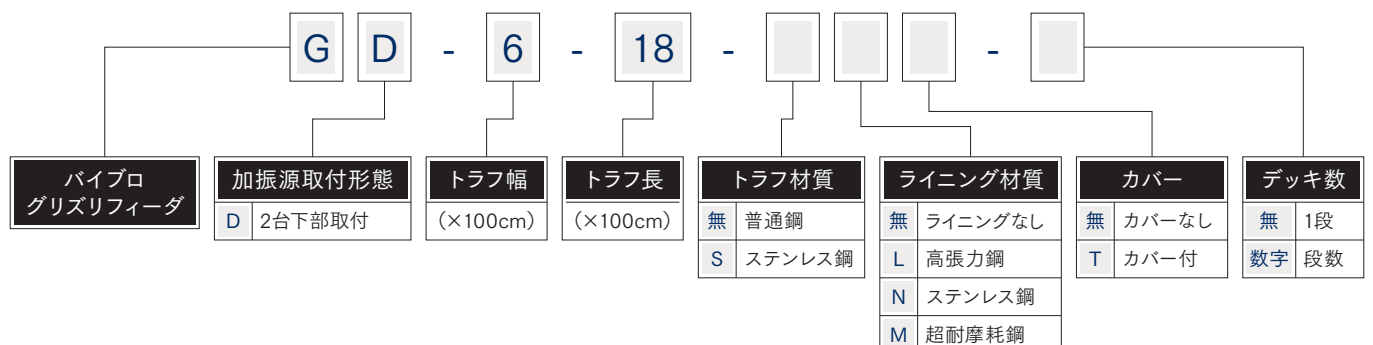 G D - 6 - 18 - -
バイブロ
グリズリフィーダ
加振源取付形態
D 2台下部取付
トラフ幅
(×100cm)
トラフ長
(×100cm)
トラフ材質
無 普通鋼
S ステンレス鋼
ライニング材質
無 ライニングなし
L 高張力鋼
N ステンレス鋼
M 超耐摩耗鋼
カバー
無 カバーなし
T カバー付
デッキ数
無 1段
数字 段数